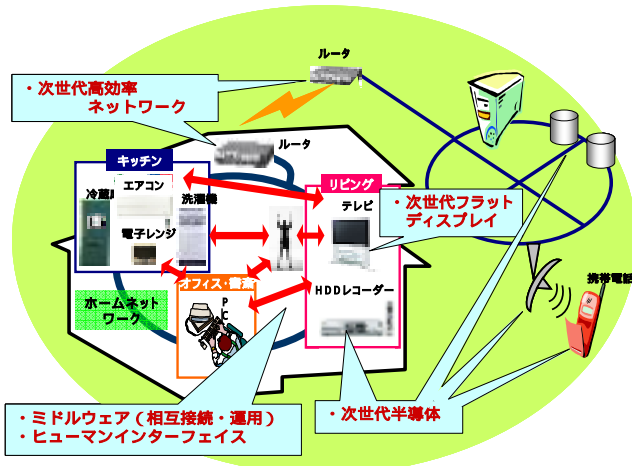 ルータ
・次世代高効率
ネットワーク
ルータ
キッチン
エアコン
洗濯機
電子レンジ
リビング
テレビ
・次世代フラット
ディスプレイ
HDDレコーダー
携帯電話
オフィス・書斎
PC
ホームネット
ワーク
・ミドルウェア（相互接続・運用）
・ヒューマンインターフェイス
・次世代半導体